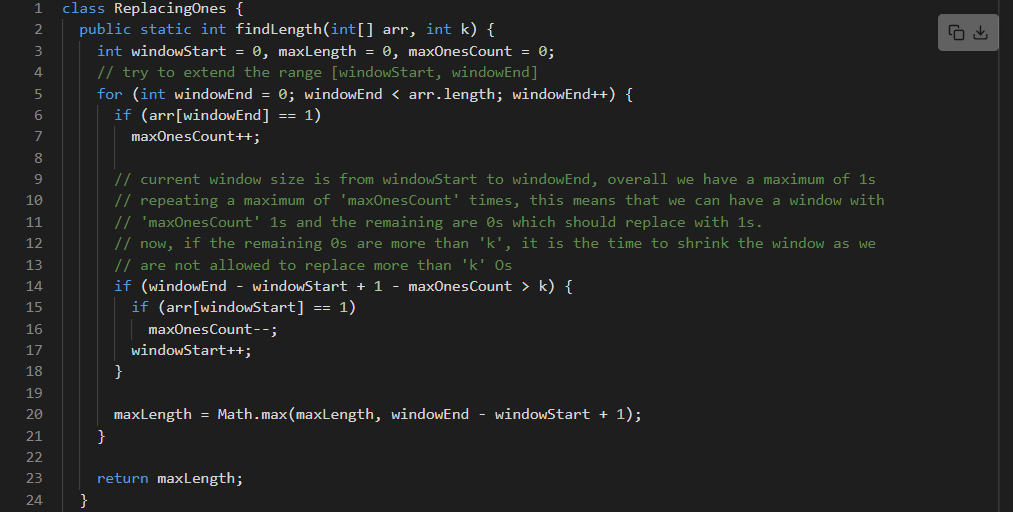 1 class ReplacingOnes {
2 public static int findLength(int[] arr, int k) {
3 int windowStart = 0, maxLength = 0, maxOnesCount = 0;
4 // try to extend the range [windowStart, windowEnd]
5 for (int windowEnd = 0; windowEnd < arr.length; windowEnd++) {
6 if (arr[windowEnd] == 1)
7 maxOnesCount++;
8
9 // current window size is from windowStart to windowEnd, overall we have a maximum of 1s
10 // repeating a maximum of 'maxOnesCount' times, this means that we can have a window with
11 // 'maxOnesCount' 1s and the remaining are 0s which should replace with 1s.
12 // now, if the remaining 0s are more than 'k', it is the time to shrink the window as we
13 // are not allowed to replace more than 'k' Os
14 if (windowEnd - windowStart + 1 - maxOnesCount > k) {
15 if (arr[windowStart] == 1)
16 maxOnesCount--;
17 windowStart++;
18 }
19
20 maxLength = Math.max(maxLength, windowEnd - windowStart + 1);
21 }
22
23 return maxLength;
24 }